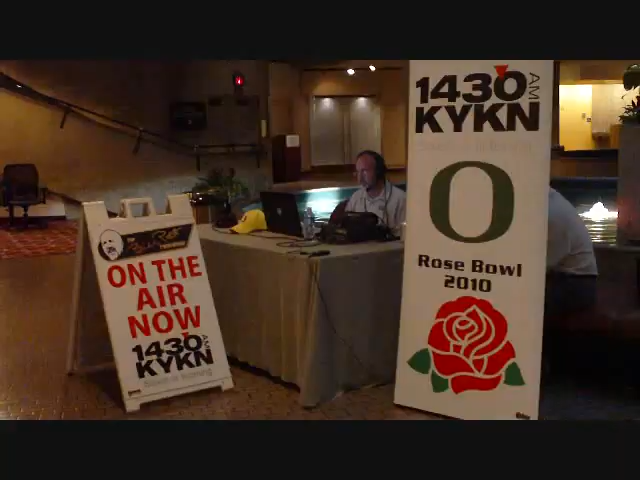 ON THE
AIR
NOW
1430 AM
KYKN
1430 AM
KYKN
O
Rose Bowl
2010